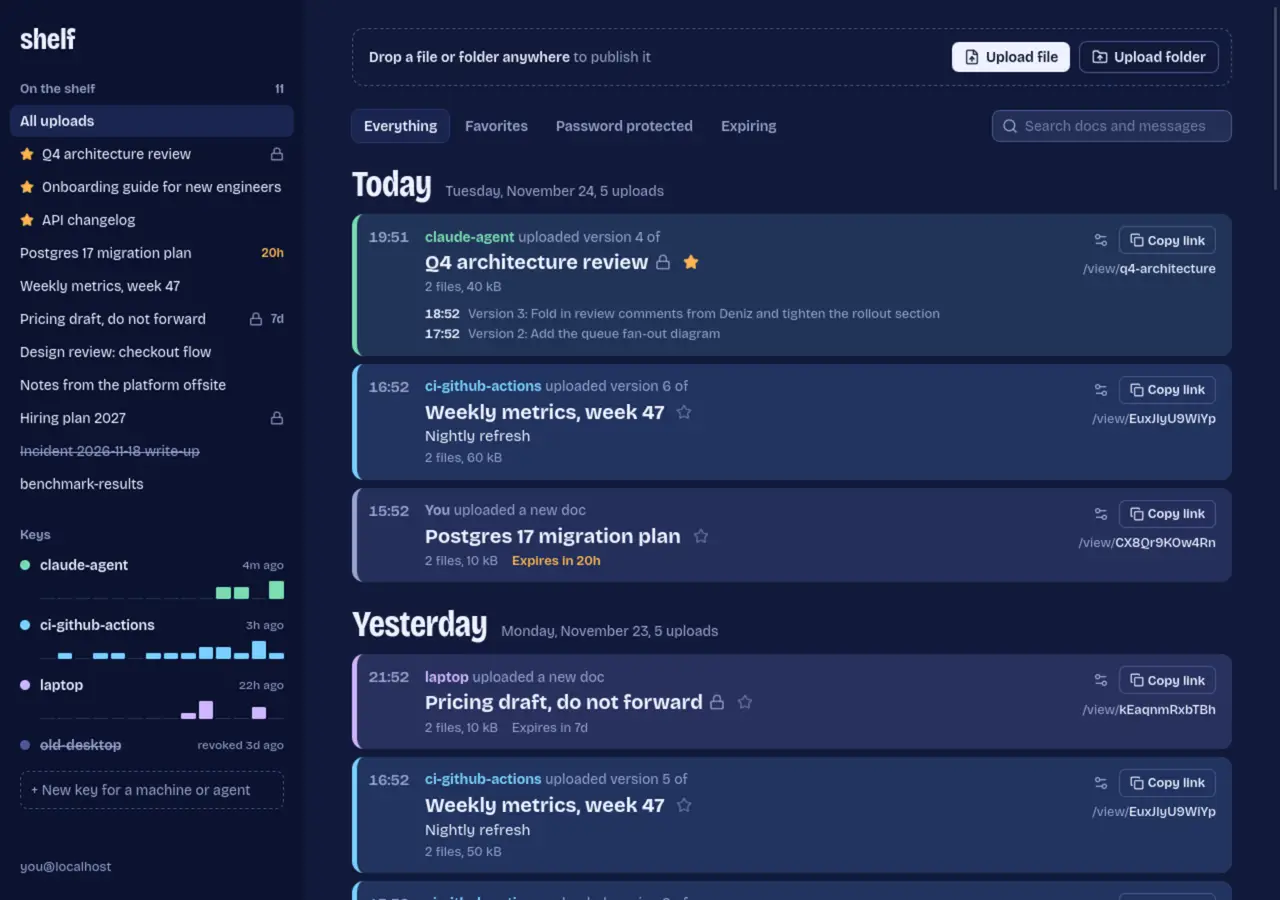 shelf
On the shelf 11
All uploads
Q4 architecture review
Onboarding guide for new engineers
API changelog
Postgres 17 migration plan 20h
Weekly metrics, week 47
Pricing draft, do not forward 7d
Design review: checkout flow
Notes from the platform offsite
Hiring plan 2027
Incident 2026-11-18 write-up
benchmark-results
Keys
claude-agent 4m ago
ci-github-actions 3h ago
laptop 22h ago
old-desktop revoked 3d ago
+ New key for a machine or agent
you@localhost
Drop a file or folder anywhere to publish it Upload file Upload folder
Everything Favorites Password protected Expiring Search docs and messages
Today Tuesday, November 24, 5 uploads
19:51 claude-agent uploaded version 4 of Copy link
Q4 architecture review /view/q4-architecture
2 files, 40 kB
18:52 Version 3: Fold in review comments from Deniz and tighten the rollout section
17:52 Version 2: Add the queue fan-out diagram
16:52 ci-github-actions uploaded version 6 of Copy link
Weekly metrics, week 47 /view/EuxJIyU9WiYp
Nightly refresh
2 files, 60 kB
15:52 You uploaded a new doc Copy link
Postgres 17 migration plan /view/CX8Qr9KOw4Rn
2 files, 10 kB Expires in 20h
Yesterday Monday, November 23, 5 uploads
21:52 laptop uploaded a new doc Copy link
Pricing draft, do not forward /view/kEaqnmRxbTBh
2 files, 10 kB Expires in 7d
16:52 ci-github-actions uploaded version 5 of Copy link
Weekly metrics, week 47 /view/EuxJIyU9WiYp
Nightly refresh
2 files, 50 kB